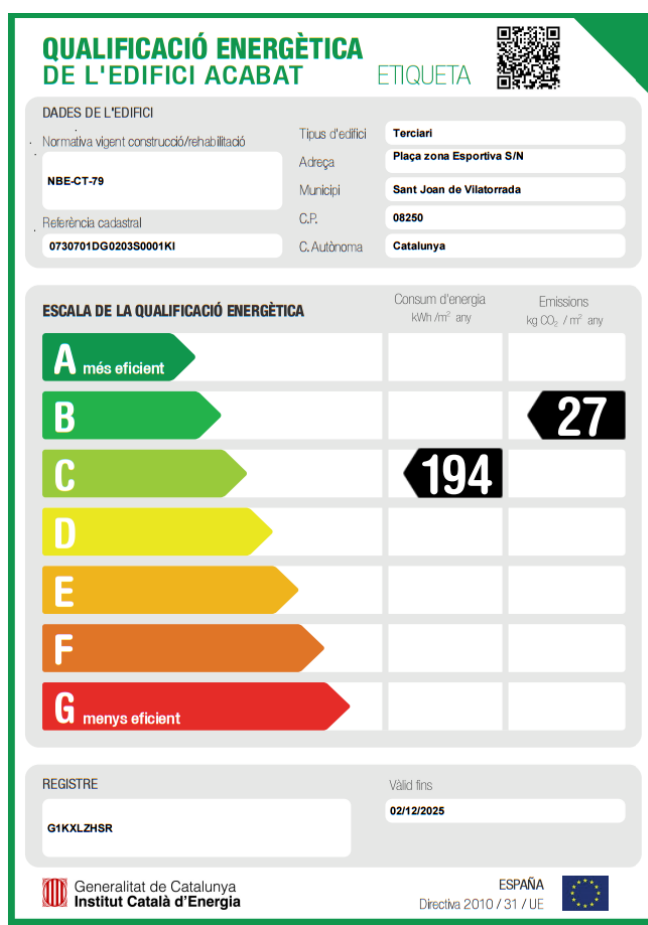 QUALIFICACIÓ ENERGÈTICA
DE L'EDIFICI ACABAT
ETIQUETA
DADES DE L'EDIFICI
Normativa vigent construcció/rehabilitació
NBE-CT-79
Referència cadastral
0730701DG0203S0001KI
Tipus d'edifici Terciari
Adreça Plaça zona Esportiva S/N
Municipi Sant Joan de Vilatorrada
C.P. 08250
C. Autònoma Catalunya
ESCALA DE LA QUALIFICACIÓ ENERGÈTICA
Consum d'energia
kWh /m² any
Emissions
kg CO₂ / m² any
A més eficient
B 27
C 194
D
E
F
G menys eficient
REGISTRE
G1KXLZHSR
Vàlid fins
02/12/2025
Generalitat de Catalunya
Institut Català d'Energia
ESPAÑA
Directiva 2010 / 31 / UE